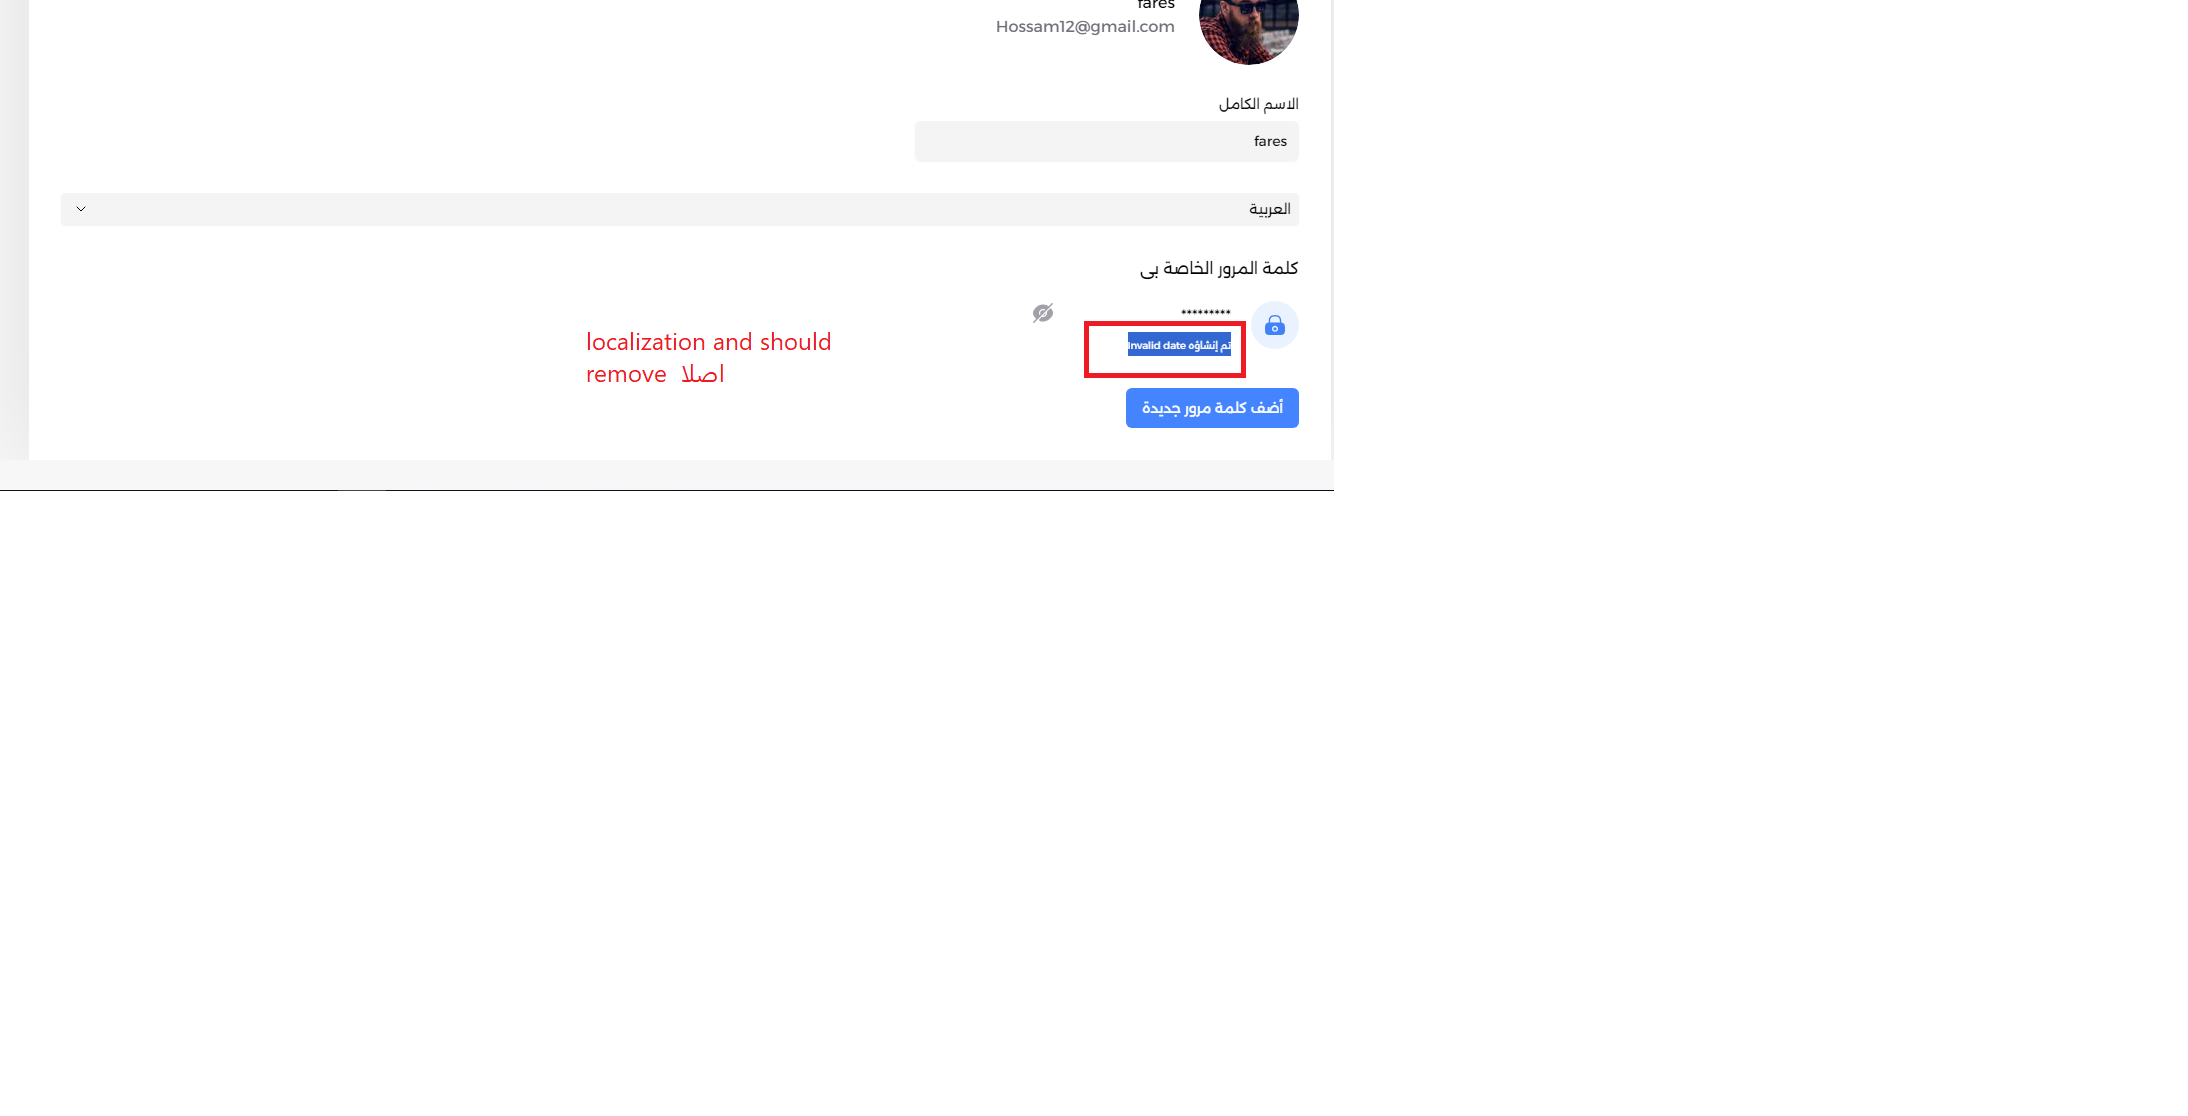 fares
Hossam12@gmail.com
الاسم الكامل
fares
العربية
كلمة المرور الخاصة بى
*********
تم إنشاؤه Invalid date
localization and should
remove اصلا
أضف كلمة مرور جديدة